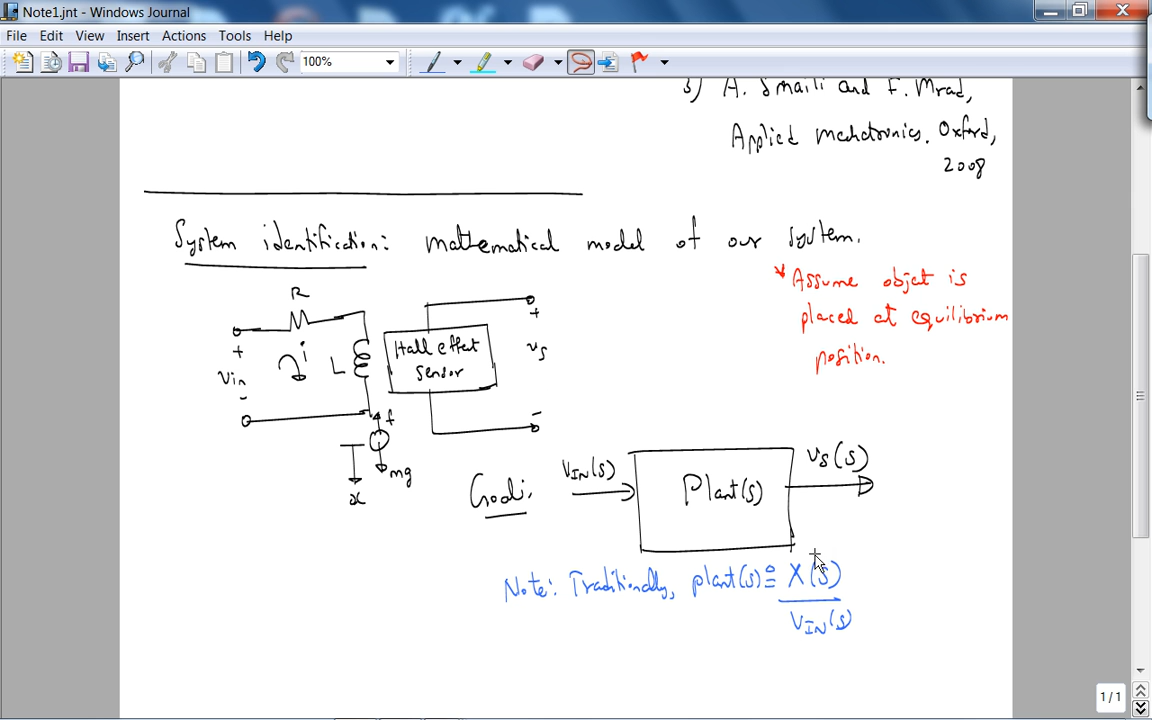 Note1.jnt - Windows Journal
File Edit View Insert Actions Tools Help
100%
3) A. Smaili and F. Mrad,
Applied mechatronics. Oxford,
2008
System identification: mathematical model of our system.
* Assume objet is
placed at equilibrium
position.
R
+
i
Vin
L
-
Hall effect
sensor
+
vs
-
f
mg
x
Goal:
VIN(s)
Plant(s)
vs(s)
Note: Traditionally, plant(s) ≙ X(s)
VIN(s)
1/1